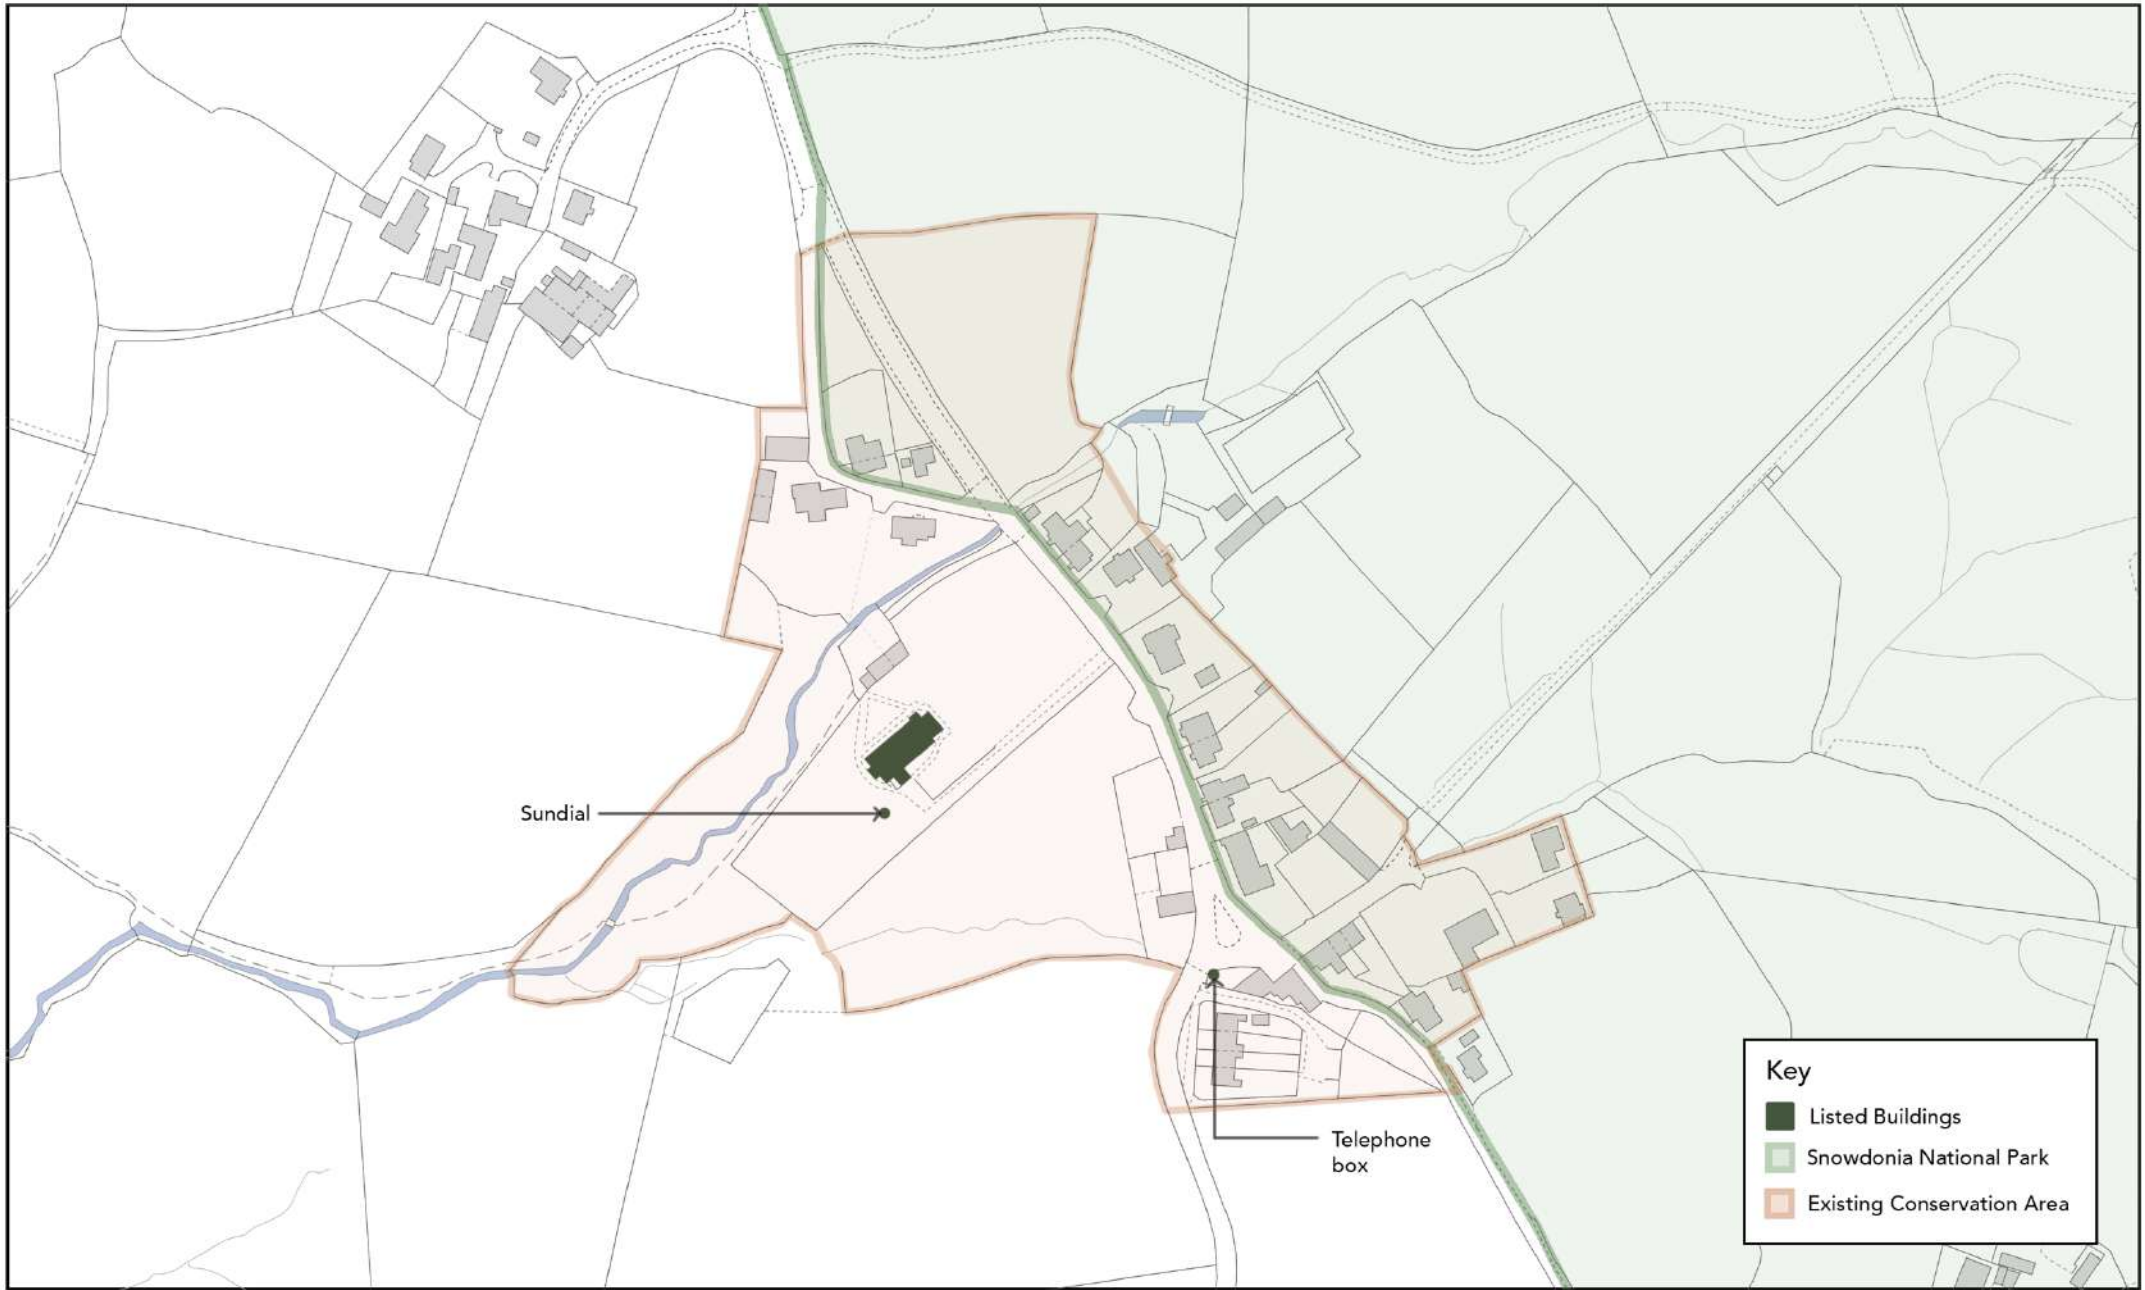 Sundial
Telephone
box
Key
Listed Buildings
Snowdonia National Park
Existing Conservation Area